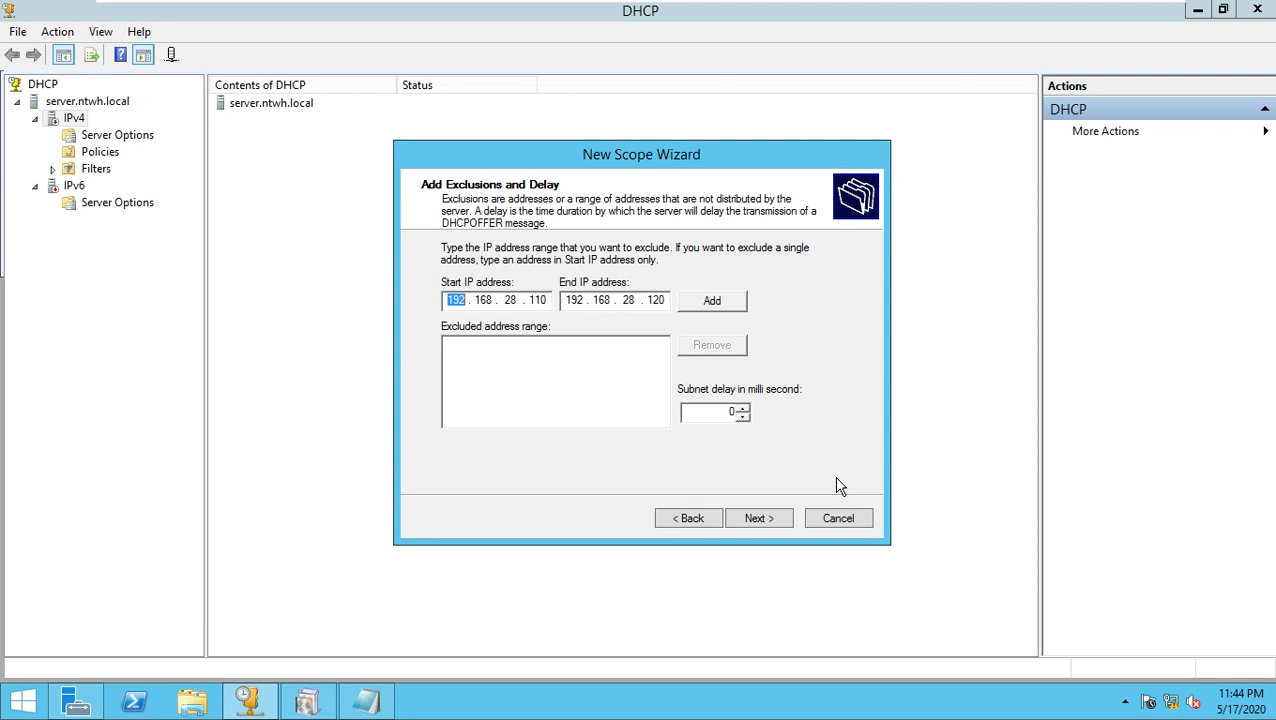 DHCP
File Action View Help
DHCP
server.ntwh.local
IPv4
Server Options
Policies
Filters
IPv6
Server Options
Contents of DHCP Status
server.ntwh.local
New Scope Wizard
Add Exclusions and Delay
Exclusions are addresses or a range of addresses that are not distributed by the
server. A delay is the time duration by which the server will delay the transmission of a
DHCPOFFER message.
Type the IP address range that you want to exclude. If you want to exclude a single
address, type an address in Start IP address only.
Start IP address: End IP address:
192 . 168 . 28 . 110 192 . 168 . 28 . 120 Add
Excluded address range:
Remove
Subnet delay in milli second:
0
< Back Next > Cancel
Actions
DHCP
More Actions
11:44 PM
5/17/2020